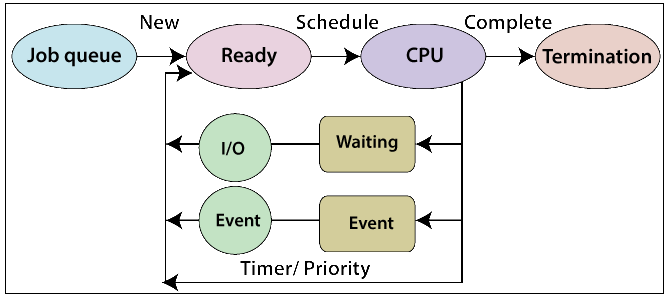 New
Schedule
Complete
Job queue
Ready
CPU
Termination
I/O
Waiting
Event
Event
Timer/ Priority